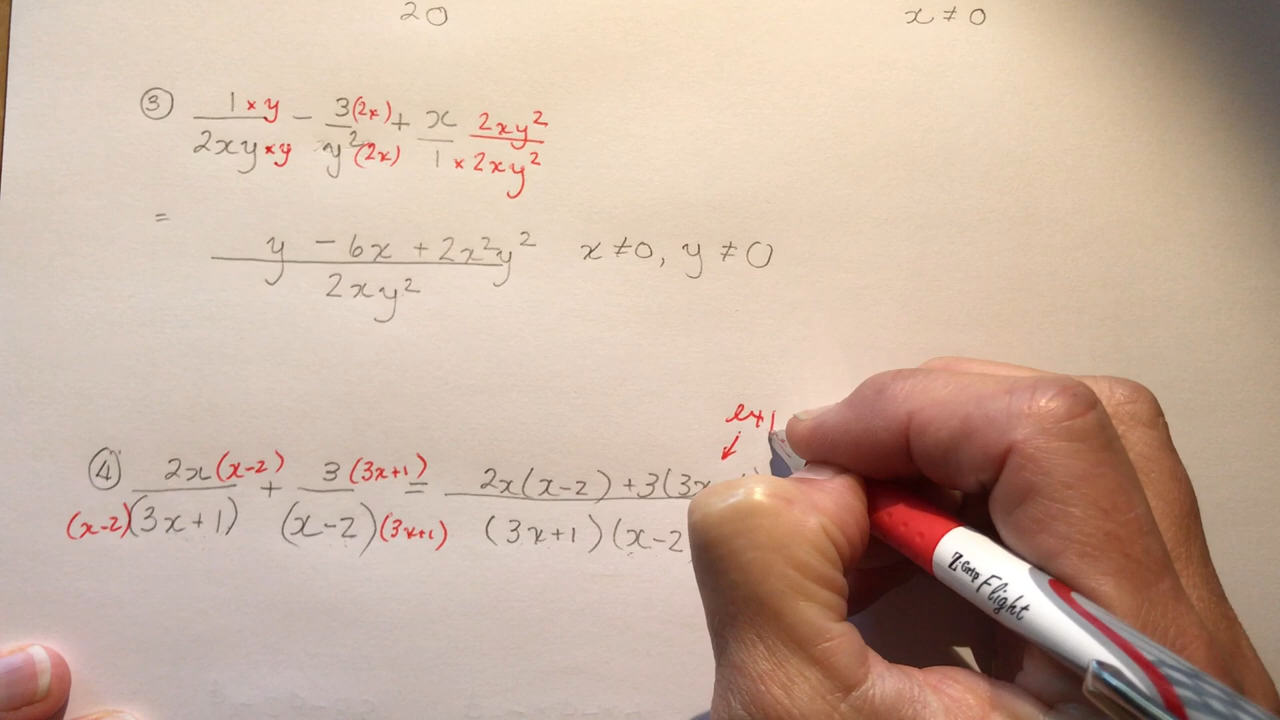 20 x ≠ 0
③ 1 × y / 2xy × y − 3(2x) / y²(2x) + x / 1 2xy² / × 2xy²
=
y − 6x + 2x²y² / 2xy² x ≠ 0, y ≠ 0
exp
④ 2x(x−2) / (x−2)(3x+1) + 3(3x+1) / (x−2)(3x+1) = 2x(x−2) + 3(3x / (3x+1)(x−2
Z-Grip Flight